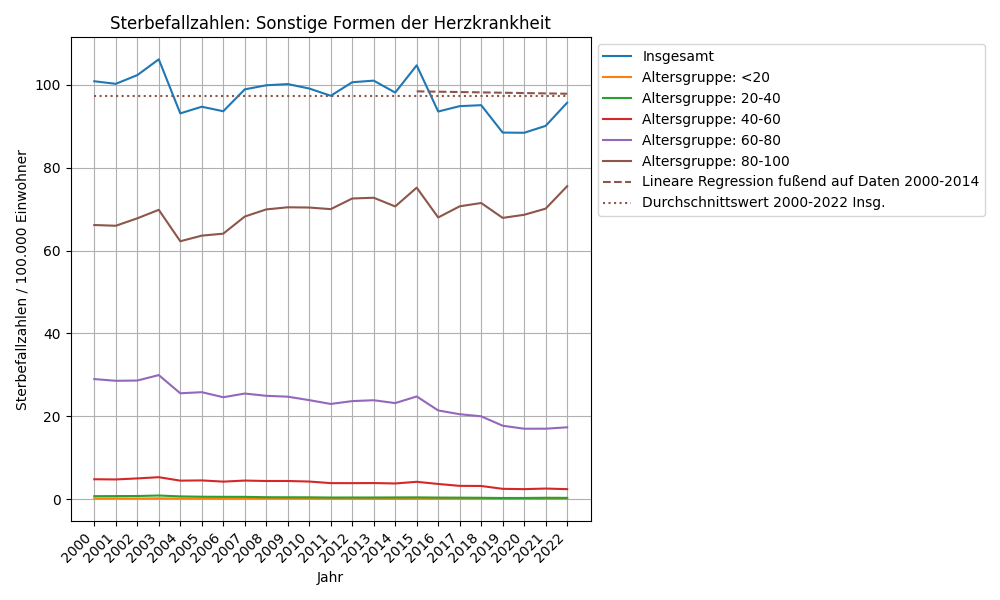 Sterbefallzahlen: Sonstige Formen der Herzkrankheit
Sterbefallzahlen / 100.000 Einwohner
100
80
60
40
20
0
2000
2001
2002
2003
2004
2005
2006
2007
2008
2009
2010
2011
2012
2013
2014
2015
2016
2017
2018
2019
2020
2021
2022
Jahr
Insgesamt
Altersgruppe: <20
Altersgruppe: 20-40
Altersgruppe: 40-60
Altersgruppe: 60-80
Altersgruppe: 80-100
Lineare Regression fußend auf Daten 2000-2014
Durchschnittswert 2000-2022 Insg.